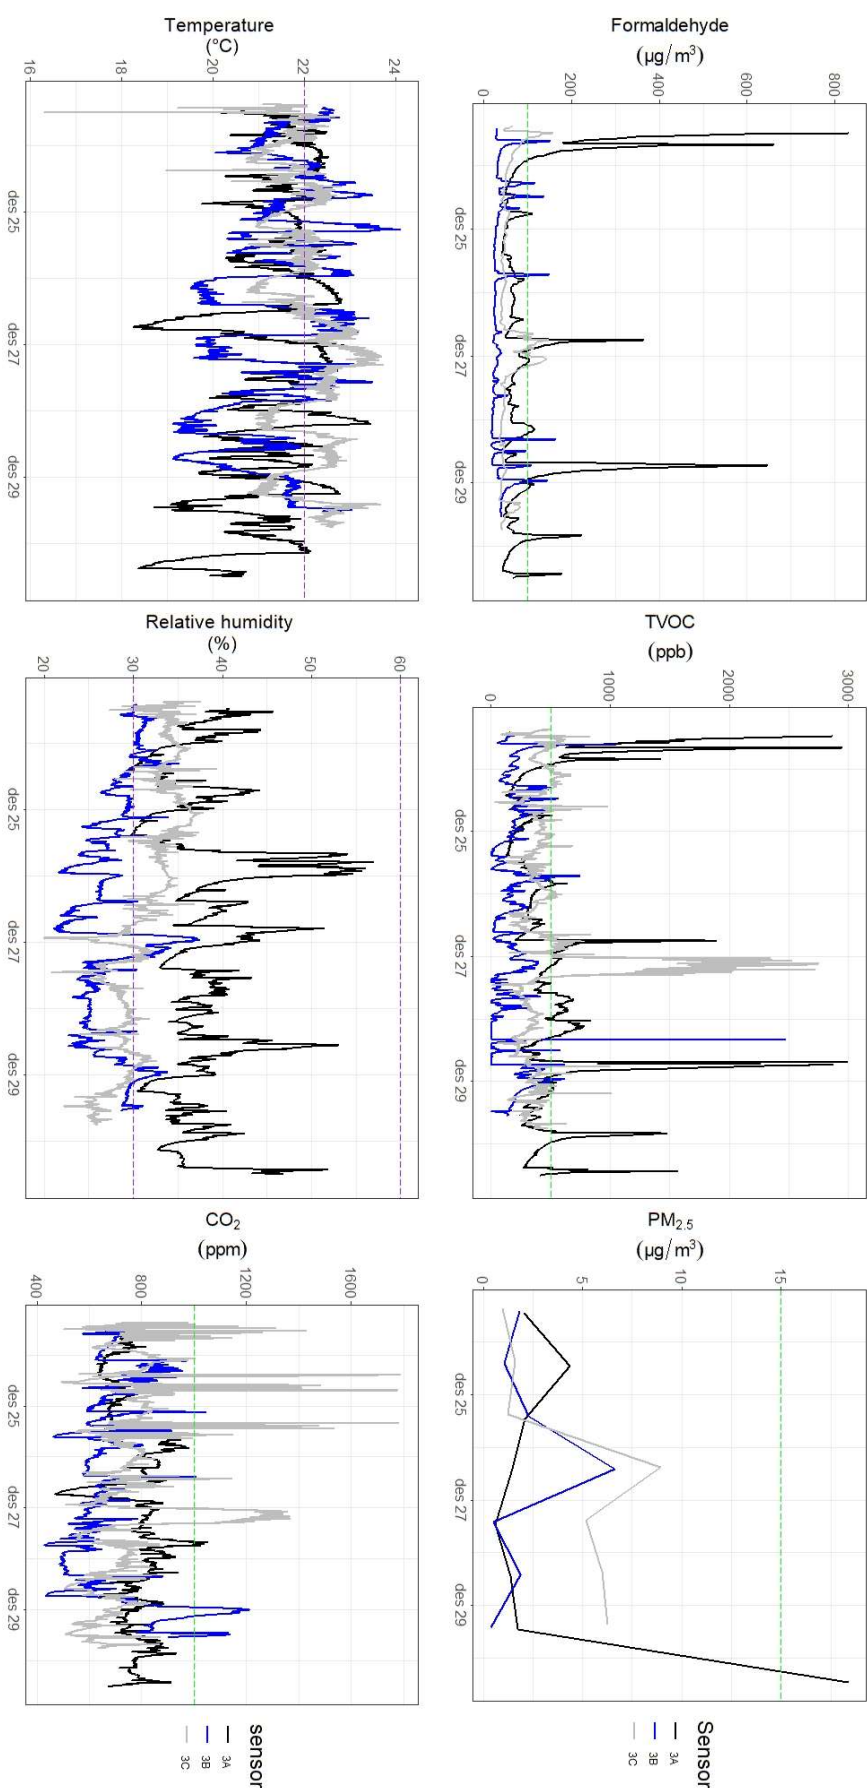 Formaldehyde
(µg/m³)
0
200
400
600
800
des 25
des 27
des 29
TVOC
(ppb)
0
1000
2000
3000
des 25
des 27
des 29
PM2.5
(µg/m³)
0
5
10
15
des 25
des 27
des 29
Sensor
3A
3B
3C
Temperature
(°C)
16
18
20
22
24
des 25
des 27
des 29
Relative humidity
(%)
20
30
40
50
60
des 25
des 27
des 29
CO2
(ppm)
400
800
1200
1600
des 25
des 27
des 29
sensor
3A
3B
3C